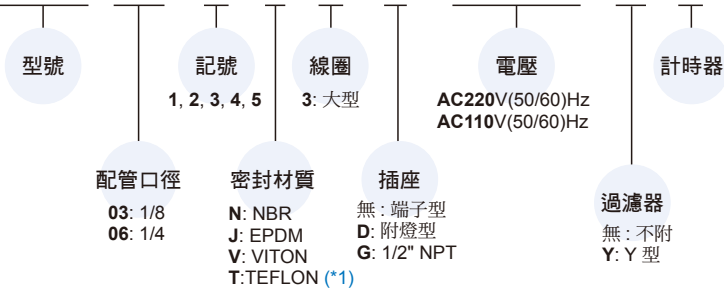 型號
記號
1, 2, 3, 4, 5
線圈
3: 大型
電壓
AC220V(50/60)Hz
AC110V(50/60)Hz
計時器
配管口徑
03: 1/8
06: 1/4
密封材質
N: NBR
J: EPDM
V: VITON
T:TEFLON (*1)
插座
無 : 端子型
D: 附燈型
G: 1/2" NPT
過濾器
無 : 不附
Y: Y 型